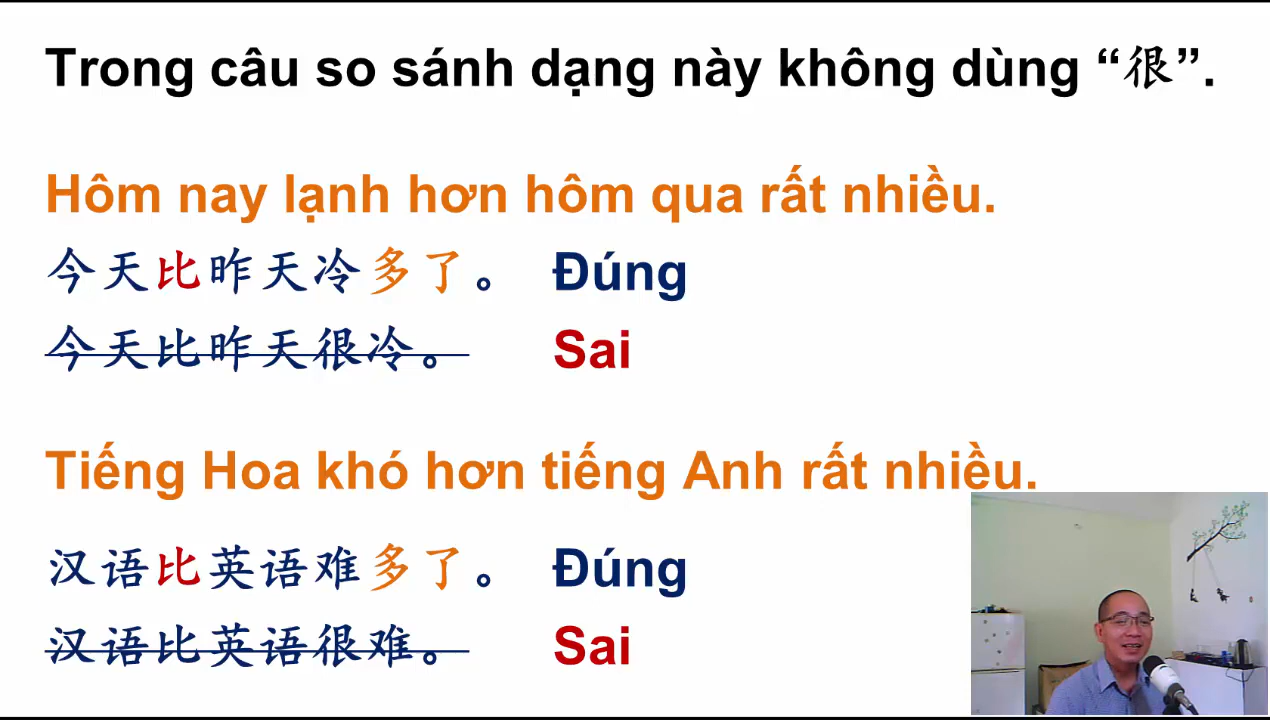 Trong câu so sánh dạng này không dùng “很”.
Hôm nay lạnh hơn hôm qua rất nhiều.
今天比昨天冷多了。 Đúng
今天比昨天很冷。 Sai
Tiếng Hoa khó hơn tiếng Anh rất nhiều.
汉语比英语难多了。 Đúng
汉语比英语很难。 Sai